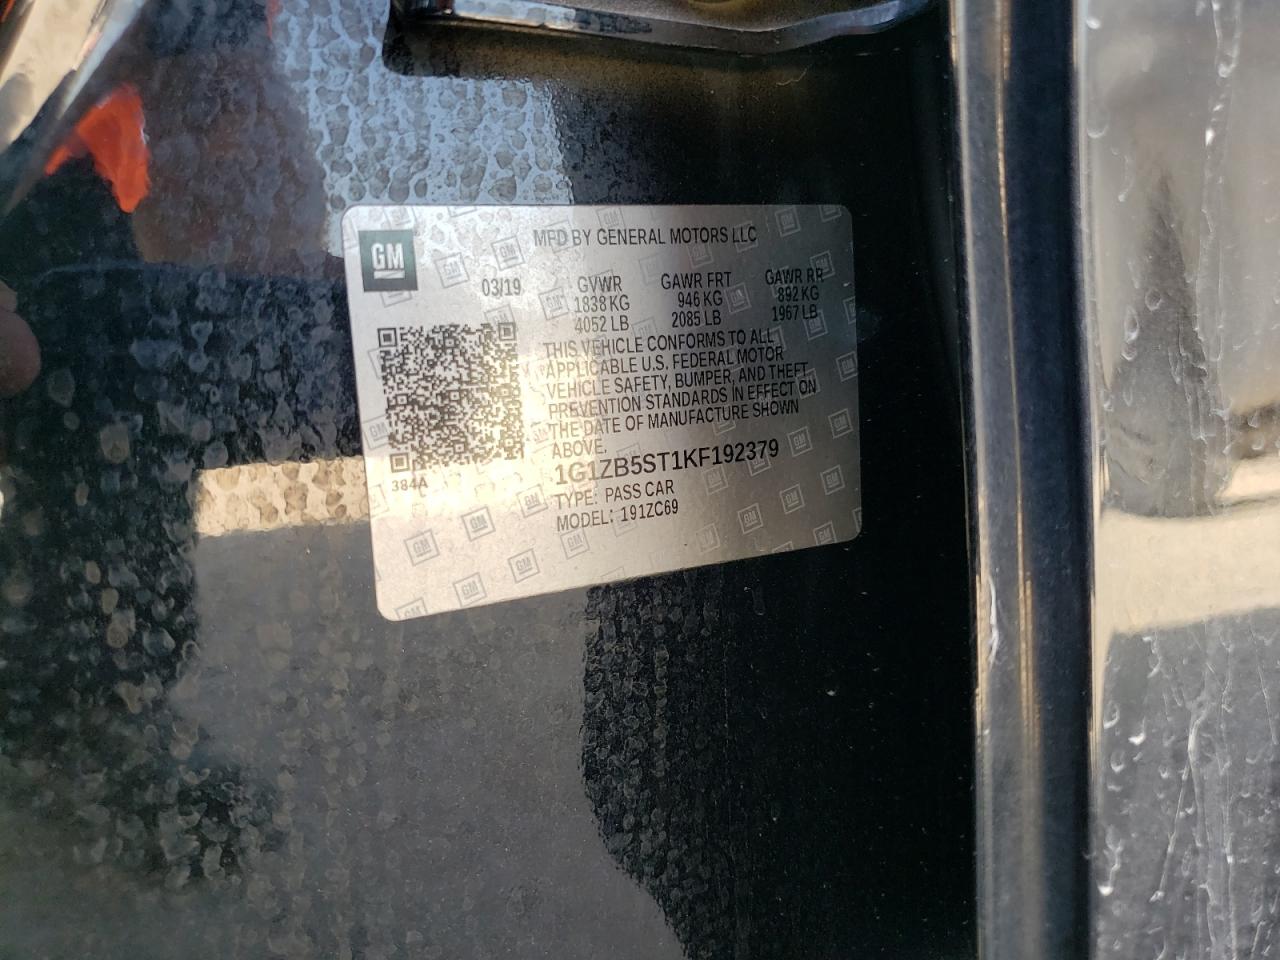 GM
MFD BY GENERAL MOTORS LLC
03/19 GVWR GAWR FRT GAWR RR
1838 KG 946 KG 892 KG
4052 LB 2085 LB 1967 LB
THIS VEHICLE CONFORMS TO ALL
APPLICABLE U.S. FEDERAL MOTOR
VEHICLE SAFETY, BUMPER, AND THEFT
PREVENTION STANDARDS IN EFFECT ON
THE DATE OF MANUFACTURE SHOWN
ABOVE.
1G1ZB5ST1KF192379
384A
TYPE: PASS CAR
MODEL: 191ZC69